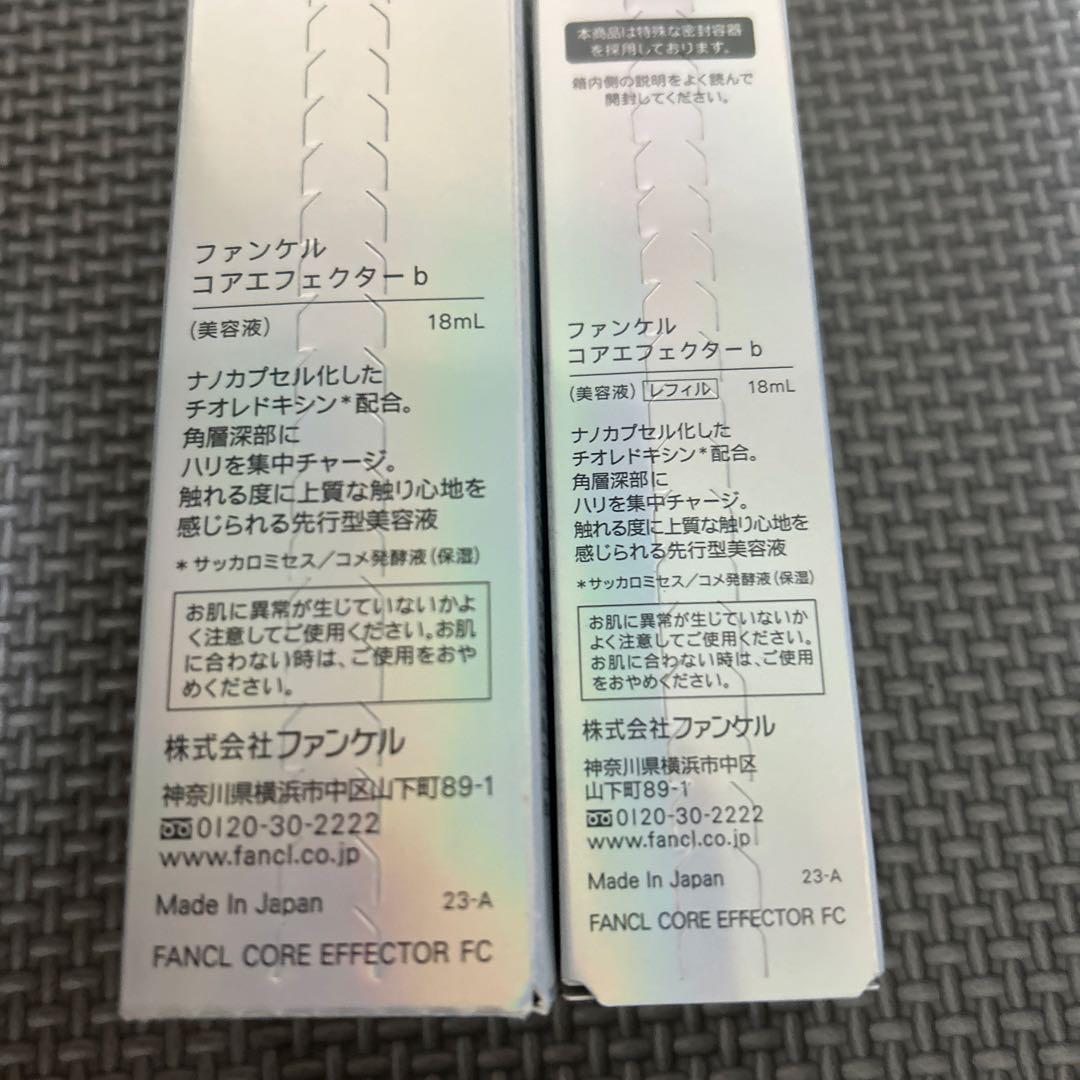 ファンケル
コアエフェクターb
(美容液) 18mL
ナノカプセル化した
チオレドキシン*配合。
角層深部に
ハリを集中チャージ。
触れる度に上質な触り心地を
感じられる先行型美容液
*サッカロミセス/コメ発酵液(保湿)
お肌に異常が生じていないかよ
く注意してご使用ください。お肌
に合わない時は、ご使用をおや
めください。
株式会社ファンケル
神奈川県横浜市中区山下町89-1
0120-30-2222
www.fancl.co.jp
Made In Japan 23-A
FANCL CORE EFFECTOR FC
本商品は特殊な密封容器
を採用しております。
箱内側の説明をよく読んで
開封してください。
ファンケル
コアエフェクターb
(美容液) レフィル 18mL
ナノカプセル化した
チオレドキシン*配合。
角層深部に
ハリを集中チャージ。
触れる度に上質な触り心地を
感じられる先行型美容液
*サッカロミセス/コメ発酵液(保湿)
お肌に異常が生じていないか
よく注意してご使用ください。
お肌に合わない時は、ご使用
をおやめください。
株式会社ファンケル
神奈川県横浜市中区
山下町89-1
0120-30-2222
www.fancl.co.jp
Made In Japan 23-A
FANCL CORE EFFECTOR FC